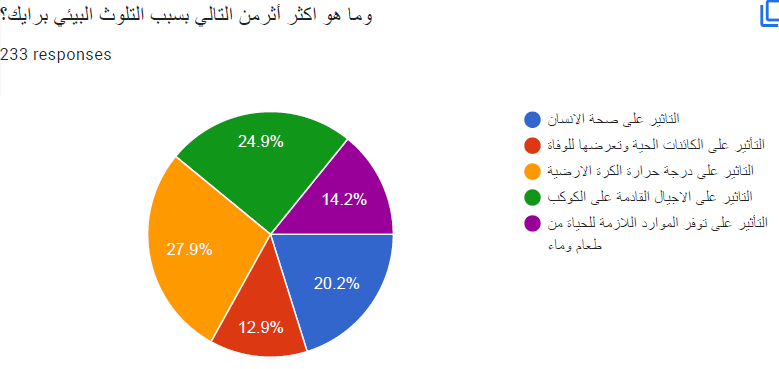 وما هو اكثر أثرمن التالي بسبب التلوث البيئي برايك؟
233 responses
24.9%
14.2%
27.9%
20.2%
12.9%
التاثير على صحة الانسان
التأثير على الكائنات الحية وتعرضها للوفاة
التاثير على درجة حرارة الكرة الارضية
التاثير على الاجيال القادمة على الكوكب
التأثير على توفر الموارد اللازمة للحياة من
طعام وماء